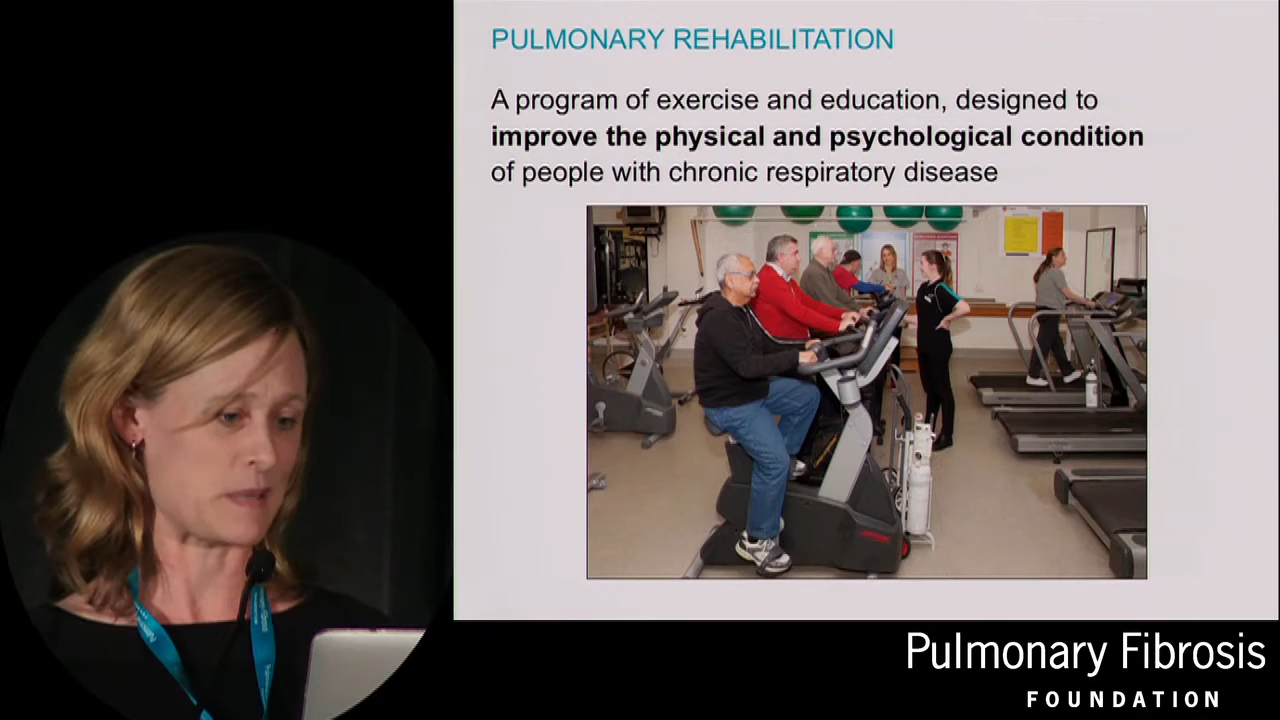 PULMONARY REHABILITATION
A program of exercise and education, designed to
improve the physical and psychological condition
of people with chronic respiratory disease
Pulmonary Fibrosis
FOUNDATION